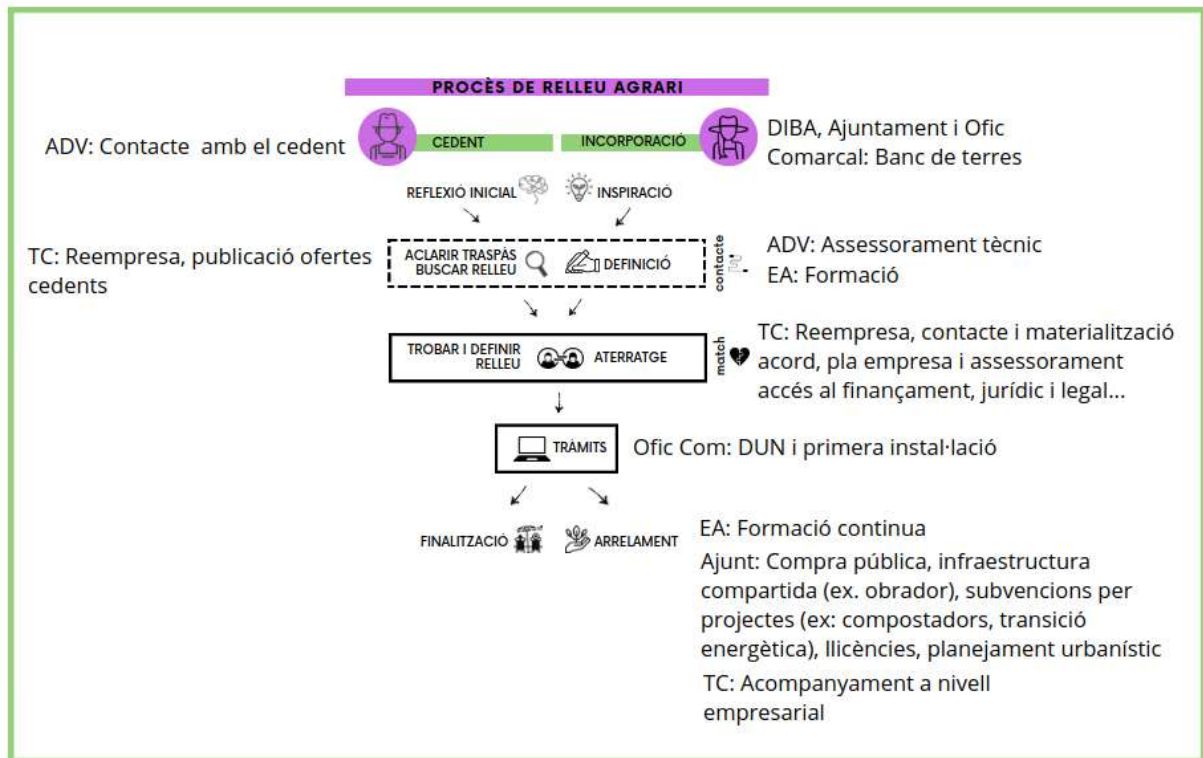 PROCÈS DE RELLEU AGRARI
ADV: Contacte amb el cedent
CEDENT
INCORPORACIÓ
DIBA, Ajuntament i Ofic
Comarcal: Banc de terres
REFLEXIÓ INICIAL
INSPIRACIÓ
TC: Reempresa, publicació ofertes
cedents
ACLARIR TRASPÀS
BUSCAR RELLEU
DEFINICIÓ
contacte
ADV: Assessorament tècnic
EA: Formació
TROBAR I DEFINIR
RELLEU
ATERRATGE
match
TC: Reempresa, contacte i materialització
acord, pla empresa i assessorament
accés al finançament, jurídic i legal...
TRÀMITS
Ofic Com: DUN i primera instal·lació
FINALITZACIÓ
ARRELAMENT
EA: Formació continua
Ajunt: Compra pública, infraestructura
compartida (ex. obrador), subvencions per
projectes (ex: compostadors, transició
energètica), llicències, planejament urbanístic
TC: Acompanyament a nivell
empresarial